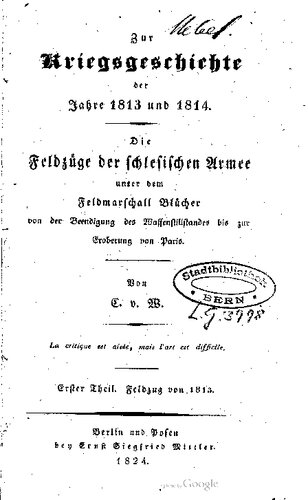 Zur
Kriegsgeschichte
der
Jahre 1813 und 1814.
Die
Feldzüge der schlesischen Armee
unter dem
Feldmarschall Blücher
von der Beendigung des Waffenstillstandes bis zur
Eroberung von Paris.
Von
C. v. W.
Stadtbibliothek
BERN
L.g. 3998
La critique est aisée, mais l'art est difficile.
Erster Theil. Feldzug von 1813.
Berlin und Posen
bey Ernst Siegfried Mittler.
1824.
Google